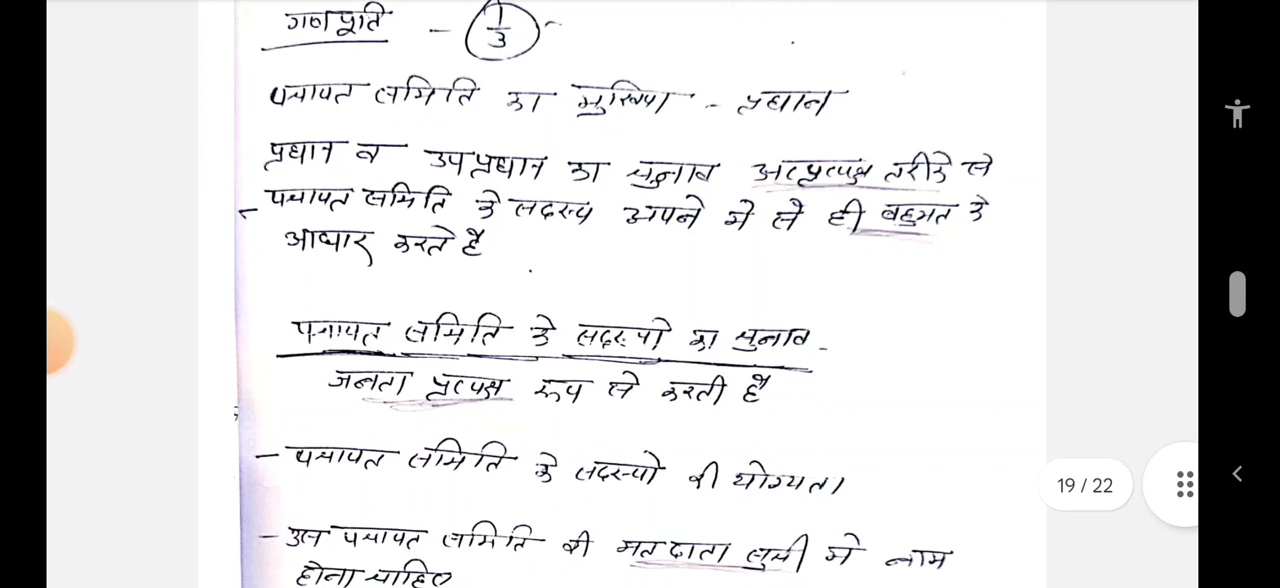 गणपूर्ति - 1/3
पंचायत समिति का मुखिया - प्रधान
प्रधान व उपप्रधान का चुनाव अप्रत्यक्ष तरीके से
पंचायत समिति के सदस्य अपने में से ही बहुमत के
आधार करते है
पंचायत समिति के सदस्यो का चुनाव -
जनता प्रत्यक्ष रूप से करती है
- पंचायत समिति के सदस्यो की योग्यता
- उस पंचायत समिति की मतदाता सुची मे नाम
होना चाहिए
19 / 22